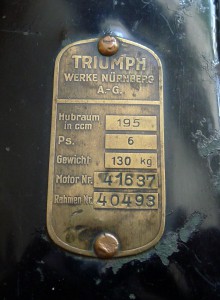 TRIUMPH
WERKE NÜRNBERG
A-G.
Hubraum in ccm 195
Ps. 6
Gewicht 130 kg
Motor Nr. 41637
Rahmen Nr. 40493